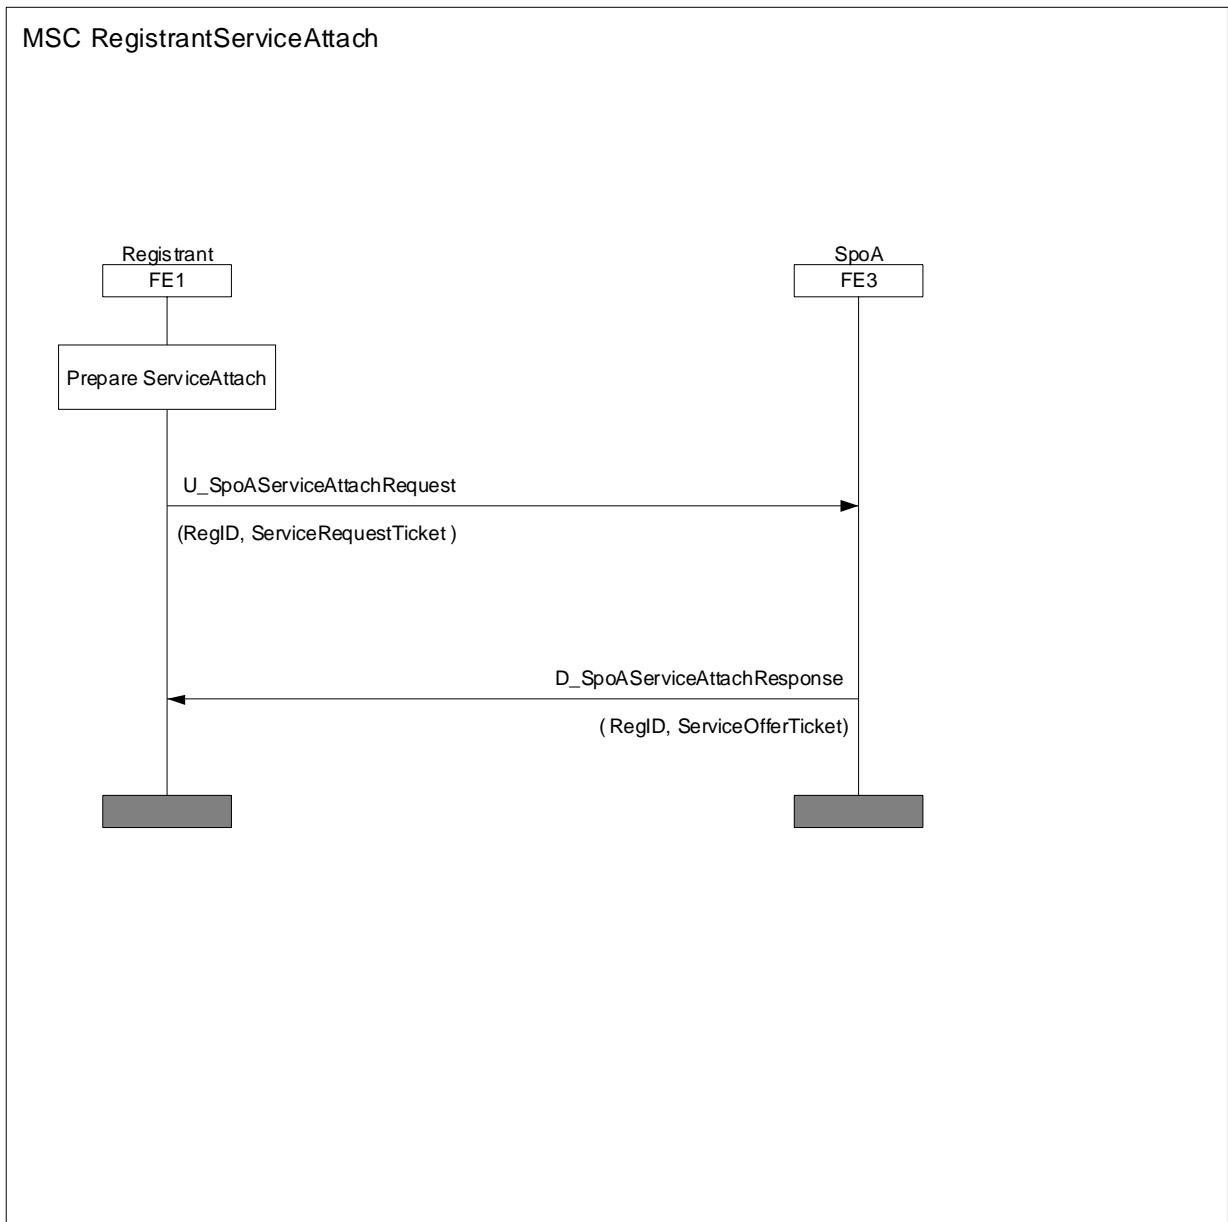 MSC RegistrantServiceAttach
Registrant
SpoA
FE1
FE3
Prepare ServiceAttach
U_SpoAServiceAttachRequest
(RegID, ServiceRequestTicket )
D_SpoAServiceAttachResponse
( RegID, ServiceOfferTicket)